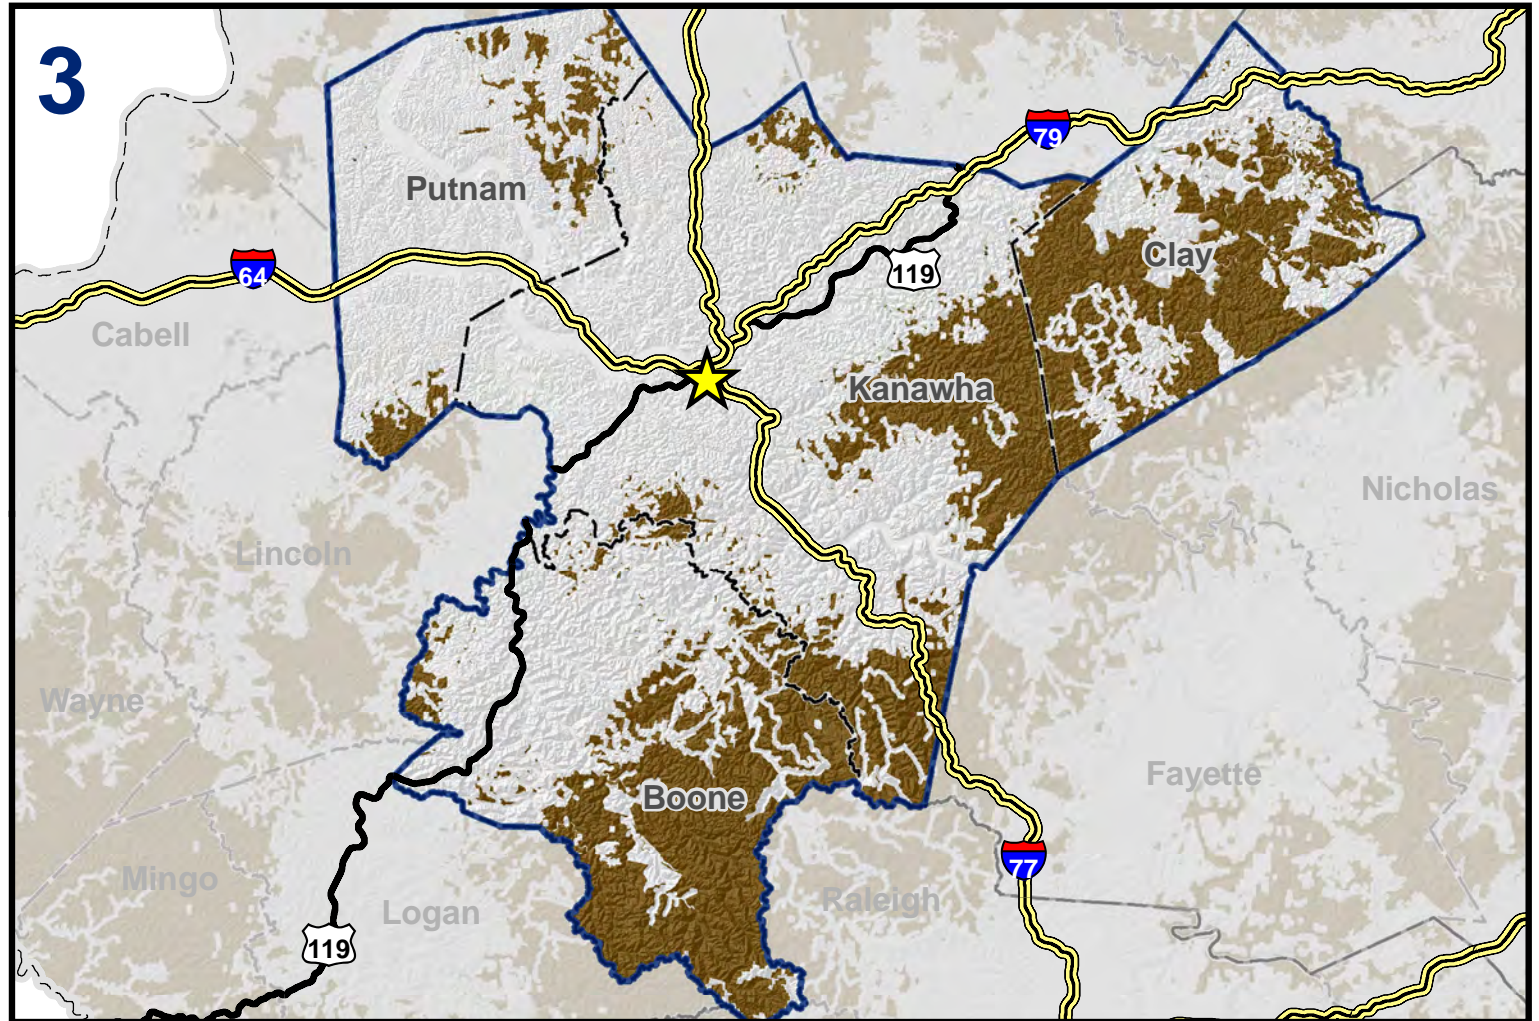 3
79
Putnam
Clay
64
119
Cabell
Kanawha
Nicholas
Lincoln
Wayne
Fayette
Boone
77
Mingo
Raleigh
Logan
119